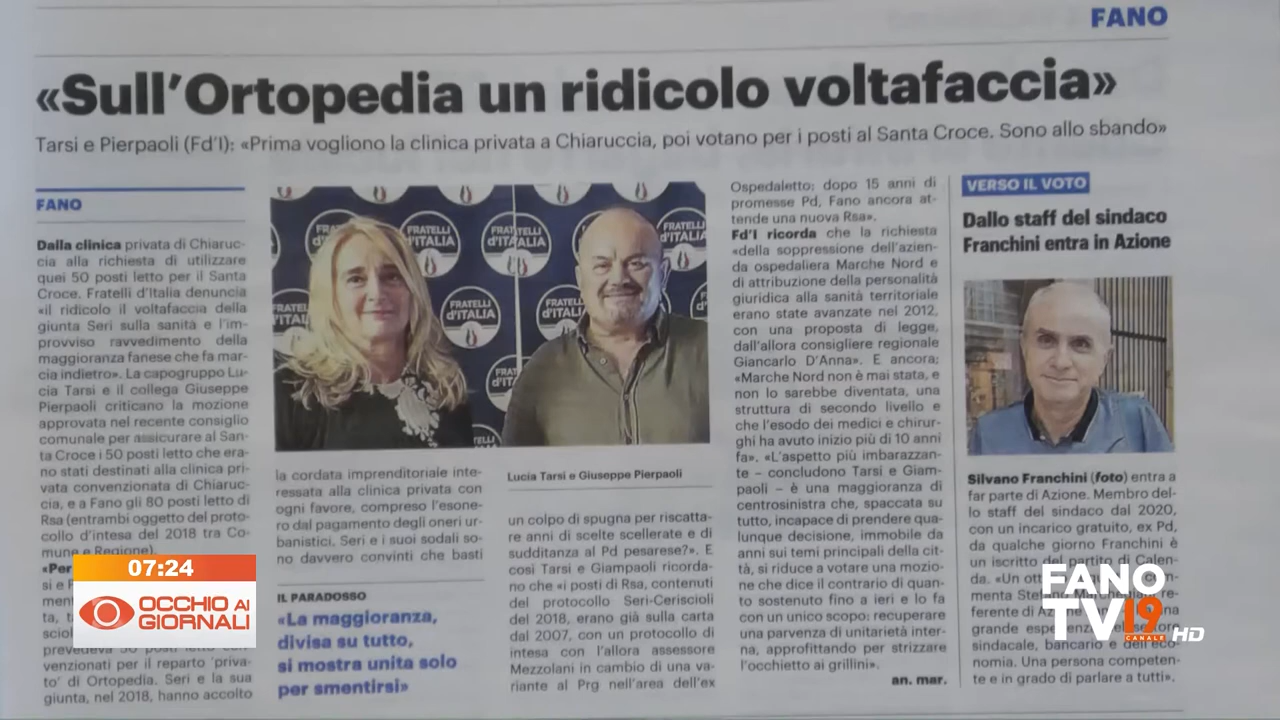 FANO
«Sull'Ortopedia un ridicolo voltafaccia»
Tarsi e Pierpaoli (Fd'I): «Prima vogliono la clinica privata a Chiaruccia, poi votano per i posti al Santa Croce. Sono allo sbando»
FANO
Dalla clinica privata di Chiaruc-
cia alla richiesta di utilizzare
quei 50 posti letto per il Santa
Croce. Fratelli d'Italia denuncia
«il ridicolo il voltafaccia della
giunta Seri sulla sanità e l'im-
provviso ravvedimento della
maggioranza fanese che fa mar-
cia indietro». La capogruppo Lu-
cia Tarsi e il collega Giuseppe
Pierpaoli criticano la mozione
approvata nel recente consiglio
comunale per assicurare al San-
ta Croce i 50 posti letto che era-
no stati destinati alla clinica pri-
vata convenzionata di Chiaruc-
cia, e a Fano gli 80 posti letto di
Rsa (entrambi oggetto del proto-
collo d'intesa del 2018 tra Co-
mune e Regione).
«Per
si e
ment
ta, t
sciol
prevedeva 50 posti letto con-
venzionati per il reparto 'priva-
to' di Ortopedia. Seri e la sua
giunta, nel 2018, hanno accolto
FRATELLI
d'ITALIA
FRATELLI
d'ITALIA
FRATELLI
d'ITALIA
la cordata imprenditoriale inte-
ressata alla clinica privata con
ogni favore, compreso l'esone-
ro dal pagamento degli oneri ur-
banistici. Seri e i suoi sodali so-
no davvero convinti che basti
IL PARADOSSO
«La maggioranza,
divisa su tutto,
si mostra unita solo
per smentirsi»
Lucia Tarsi e Giuseppe Pierpaoli
un colpo di spugna per riscatta-
re anni di scelte scellerate e di
sudditanza al Pd pesarese?». E
così Tarsi e Giampaoli ricorda-
no che «i posti di Rsa, contenuti
del protocollo Seri-Ceriscioli
del 2018, erano già sulla carta
dal 2007, con un protocollo di
intesa con l'allora assessore
Mezzolani in cambio di una va-
riante al Prg nell'area dell'ex
Ospedaletto: dopo 15 anni di
promesse Pd, Fano ancora at-
tende una nuova Rsa».
Fd'I ricorda che la richiesta
«della soppressione dell'azien-
da ospedaliera Marche Nord e
di attribuzione della personalità
giuridica alla sanità territoriale
erano state avanzate nel 2012,
con una proposta di legge,
dall'allora consigliere regionale
Giancarlo D'Anna». E ancora;
«Marche Nord non è mai stata, e
non lo sarebbe diventata, una
struttura di secondo livello e
che l'esodo dei medici e chirur-
ghi ha avuto inizio più di 10 anni
fa». «L'aspetto più imbarazzan-
te – concludono Tarsi e Giam-
paoli – è una maggioranza di
centrosinistra che, spaccata su
tutto, incapace di prendere qua-
lunque decisione, immobile da
anni sui temi principali della cit-
tà, si riduce a votare una mozio-
ne che dice il contrario di quan-
to sostenuto fino a ieri e lo fa
con un unico scopo: recuperare
una parvenza di unitarietà inter-
na, approfittando per strizzare
l'occhietto ai grillini».
an. mar.
VERSO IL VOTO
Dallo staff del sindaco
Franchini entra in Azione
Silvano Franchini (foto) entra a
far parte di Azione. Membro del-
lo staff del sindaco dal 2020,
con un incarico gratuito, ex Pd,
da qualche giorno Franchini è
un iscritto del partito di Calen-
da. «Un
menta
ferente di
grande
sindacale, bancario e dell'eco-
nomia. Una persona competen-
te e in grado di parlare a tutti».
07:24
OCCHIO AI
GIORNALI
FANO
TV 19
CANALE HD